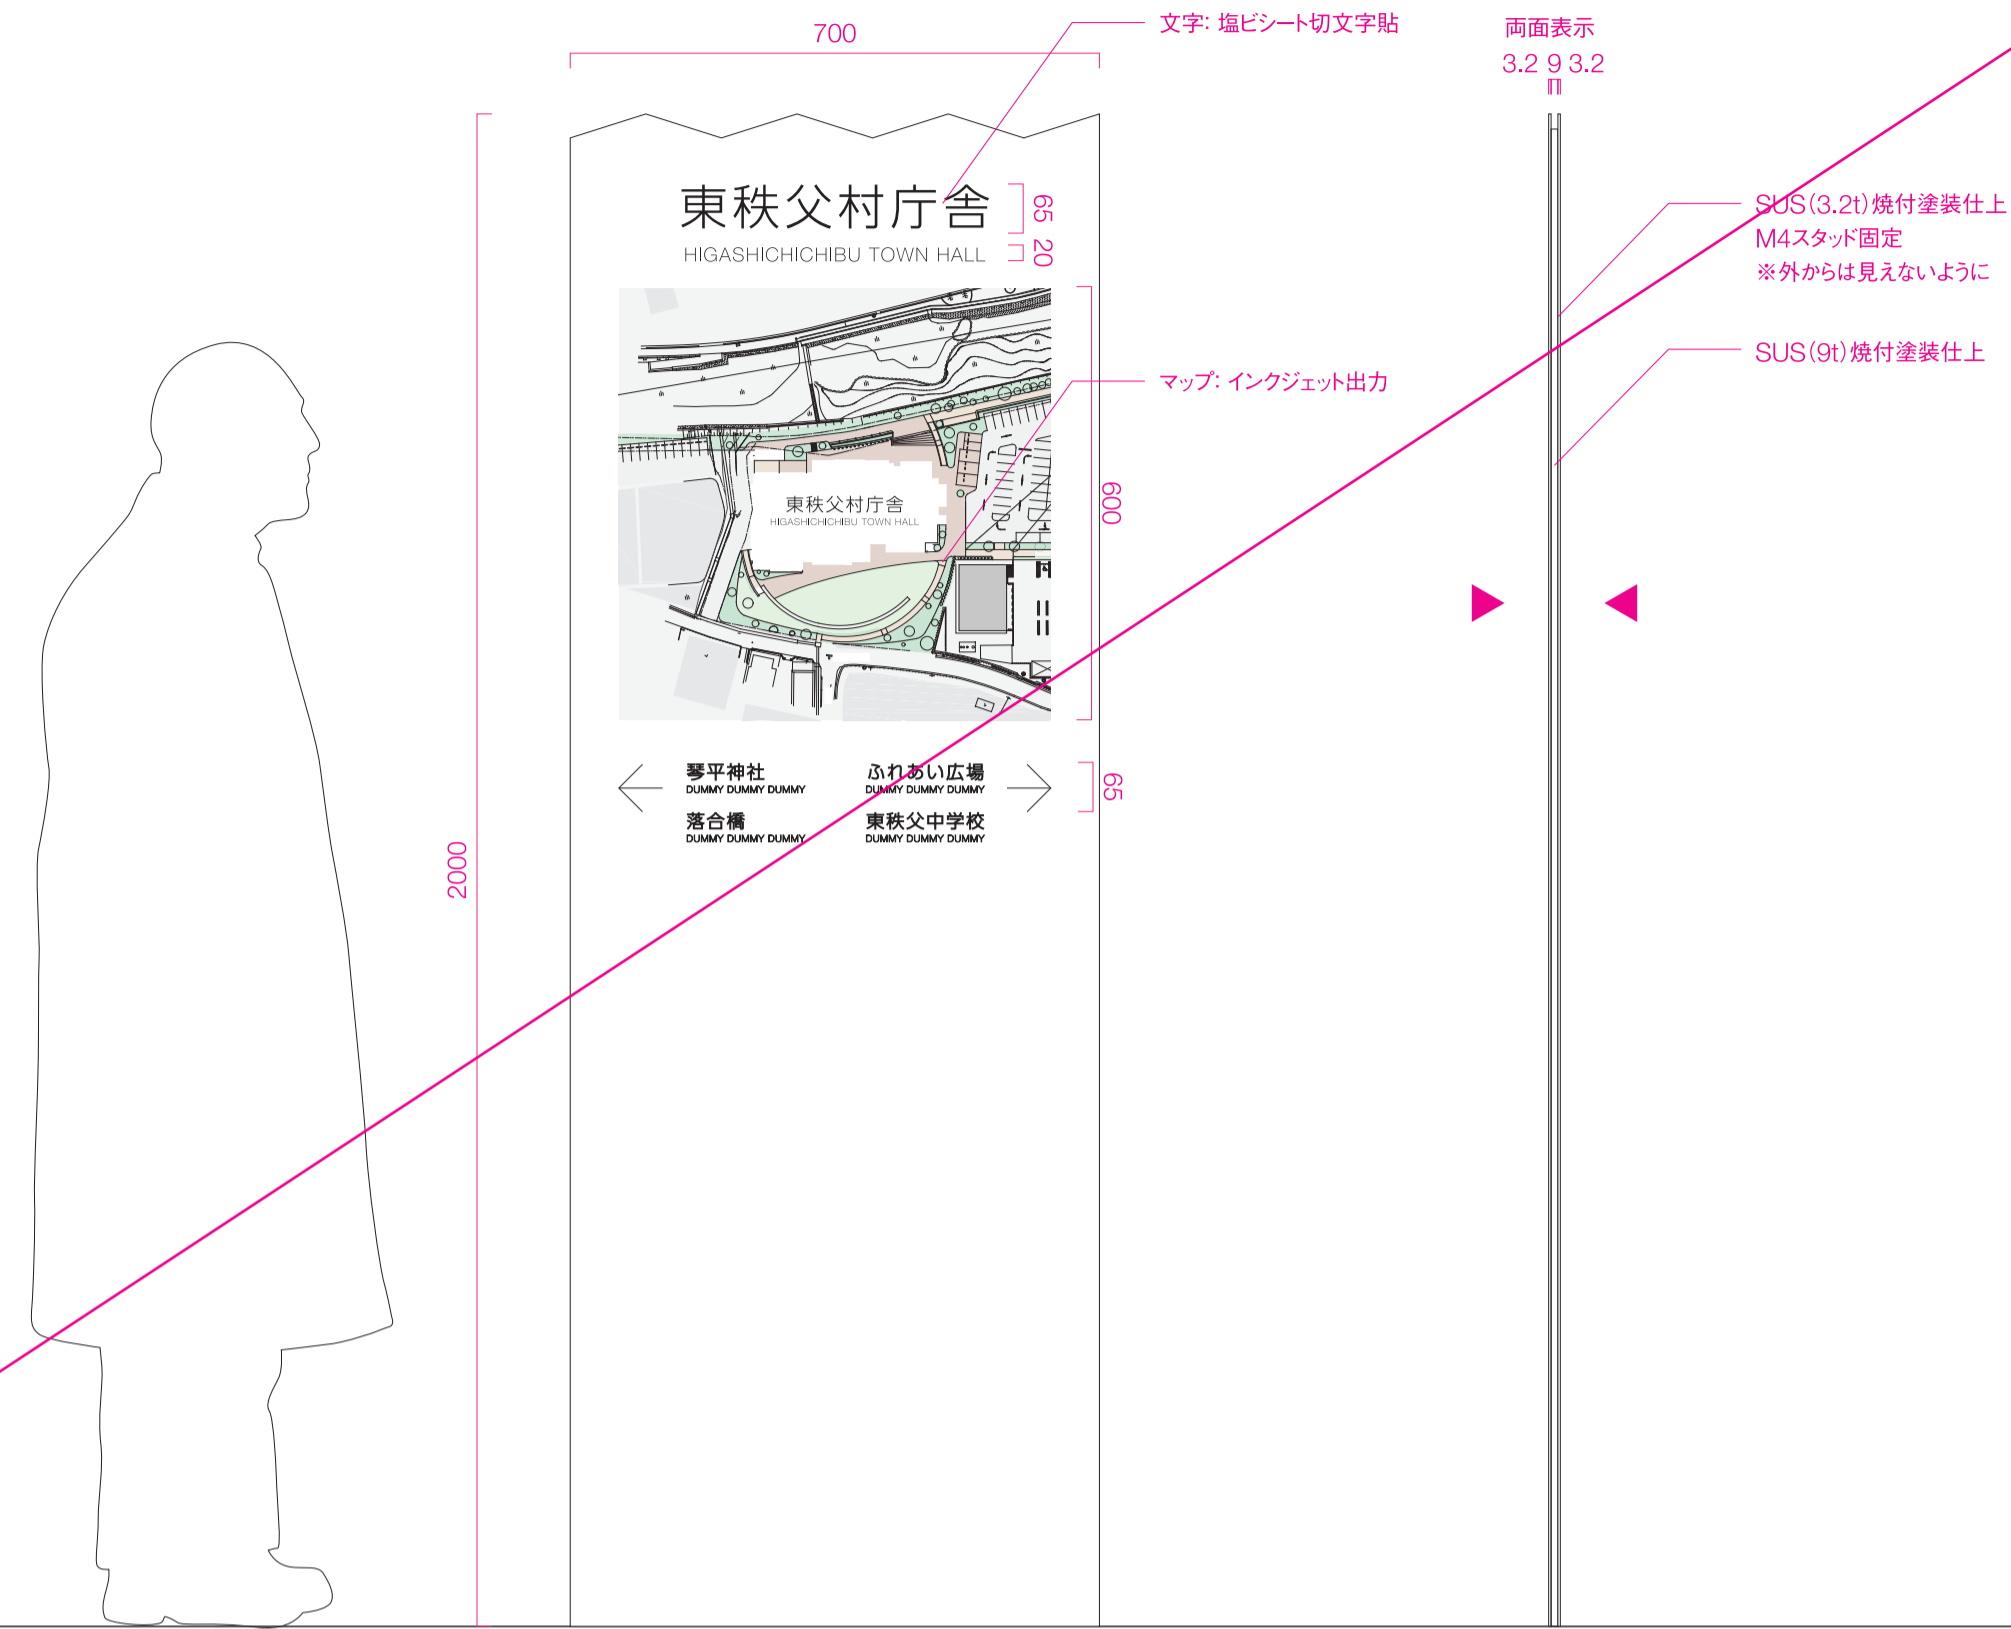 700
文字: 塩ビシート切文字貼
両面表示
3.2 9 3.2
東秩父村庁舎
65
HIGASHICHICHIBU TOWN HALL
20
SUS(3.2t)焼付塗装仕上
M4スタッド固定
※外からは見えないように
SUS(9t)焼付塗装仕上
マップ: インクジェット出力
東秩父村庁舎
HIGASHICHICHIBU TOWN HALL
600
琴平神社
DUMMY DUMMY DUMMY
落合橋
DUMMY DUMMY DUMMY
ふれあい広場
DUMMY DUMMY DUMMY
東秩父中学校
DUMMY DUMMY DUMMY
65
2000